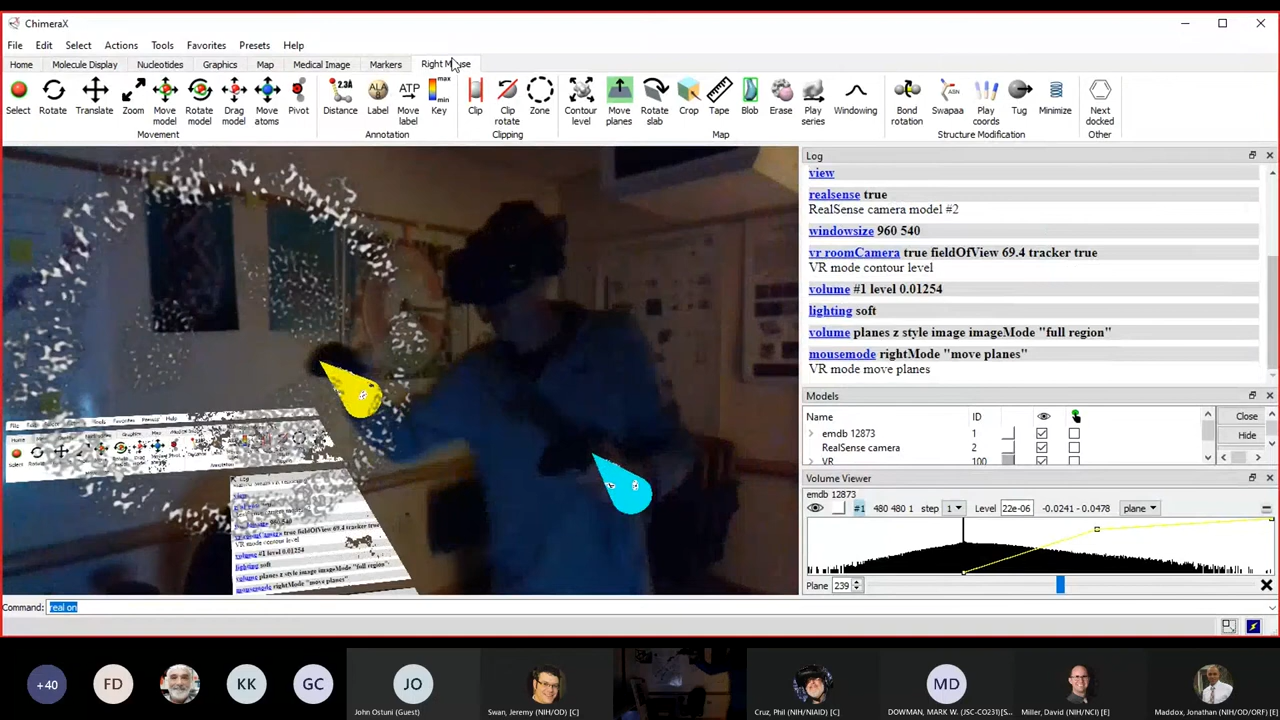 ChimeraX
File Edit Select Actions Tools Favorites Presets Help
Home Molecule Display Nucleotides Graphics Map Medical Image Markers Right Mouse
Select Rotate Translate Zoom Move model Rotate model Drag model Move atoms Pivot Distance Label Move label Key Clip Clip rotate Zone Contour level Move planes Rotate slab Crop Tape Blob Erase Play series Windowing Bond rotation Swapaa Play coords Tug Minimize Next docked
Movement Annotation Clipping Map Structure Modification Other
Log
view
realsense true
RealSense camera model #2
windowsize 960 540
vr roomCamera true fieldOfView 69.4 tracker true
VR mode contour level
volume #1 level 0.01254
lighting soft
volume planes z style image imageMode "full region"
mousemode rightMode "move planes"
VR mode move planes
Models
Name ID Close
emdb 12873 1
RealSense camera 2 Hide
VR 100
Volume Viewer
emdb 12873
#1 480 480 1 step 1 Level 22e-06 -0.0241 - 0.0478 plane
Plane 239
Command: real on
+40 FD KK GC JO MD
John Ostuni (Guest) Swan, Jeremy (NIH/OD) [C] Cruz, Phil (NIH/NIAID) [C] DOWMAN, MARK W. (JSC-CO231)[S... Miller, David (NIH/NCI) [E] Maddox, Jonathan (NIH/OD/ORF) [E]